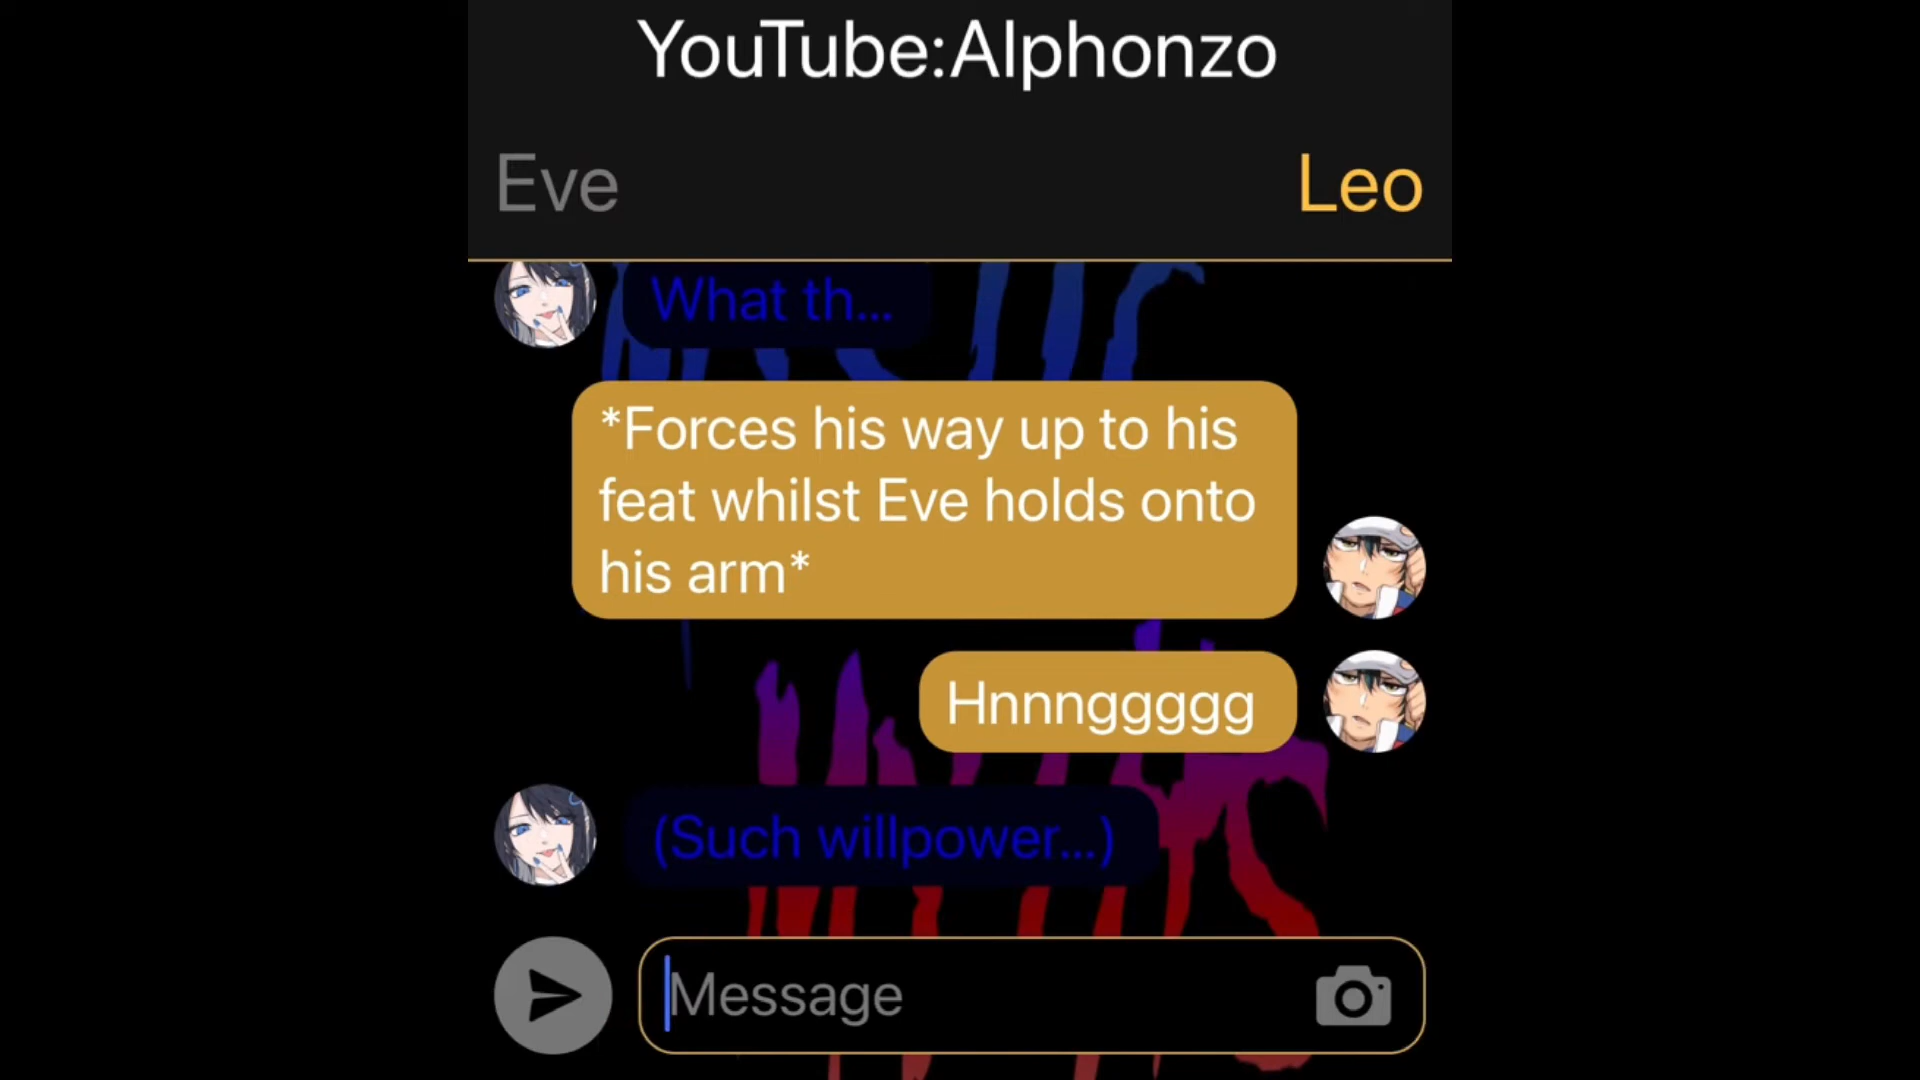 YouTube:Alphonzo
Eve
Leo
What th...
*Forces his way up to his
feat whilst Eve holds onto
his arm*
Hnnnggggg
(Such willpower...)
Message